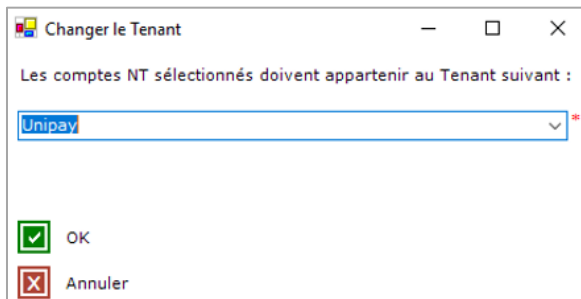 Changer le Tenant
Les comptes NT sélectionnés doivent appartenir au Tenant suivant :
Unipay *
OK
Annuler